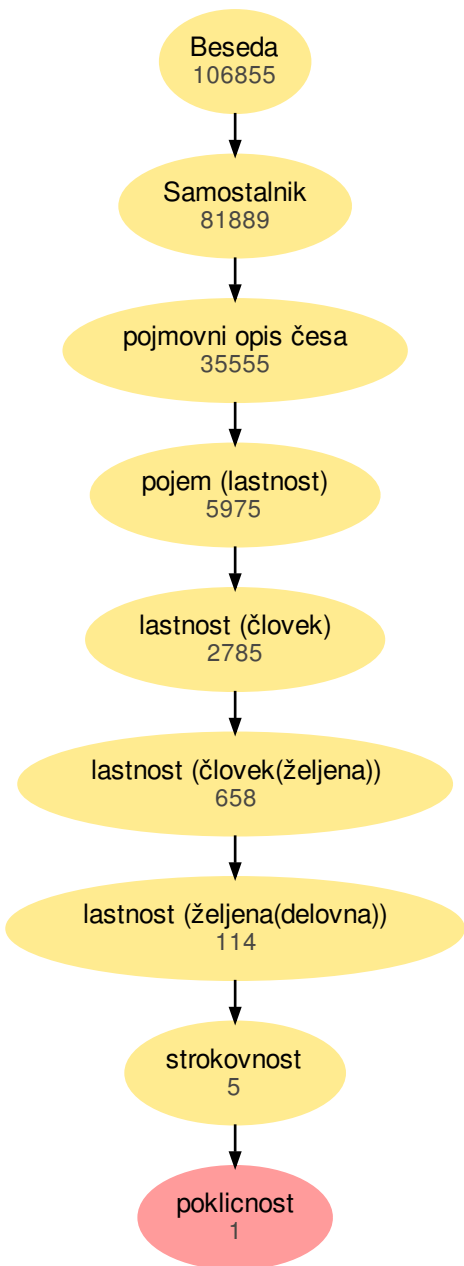 Beseda
106855
Samostalnik
81889
pojmovni opis česa
35555
pojem (lastnost)
5975
lastnost (človek)
2785
lastnost (človek(željena))
658
lastnost (željena(delovna))
114
strokovnost
5
poklicnost
1